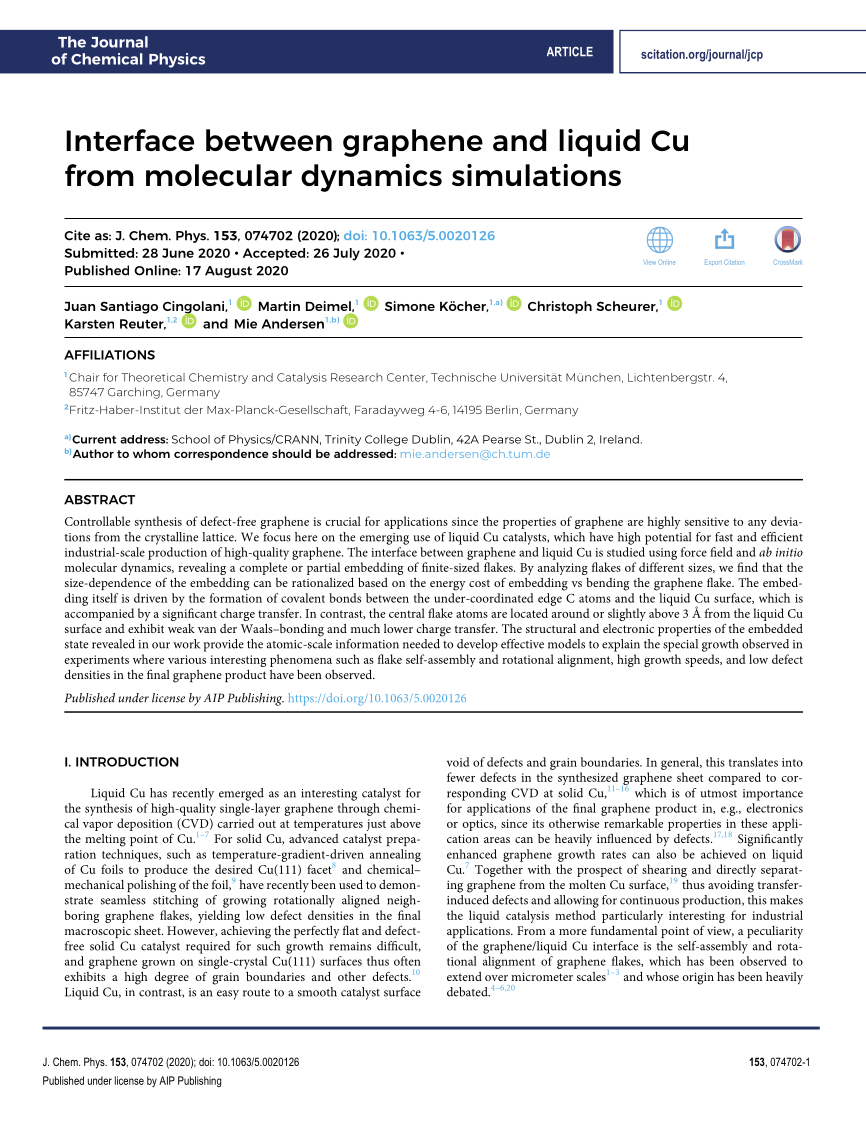 The Journal
of Chemical Physics
ARTICLE
scitation.org/journal/jcp
Interface between graphene and liquid Cu
from molecular dynamics simulations
Cite as: J. Chem. Phys. 153, 074702 (2020); doi: 10.1063/5.0020126
Submitted: 28 June 2020 • Accepted: 26 July 2020 •
Published Online: 17 August 2020
View Online
Export Citation
CrossMark
Juan Santiago Cingolani,1 iD Martin Deimel,1 iD Simone Köcher,1,a) iD Christoph Scheurer,1 iD
Karsten Reuter,1,2 iD and Mie Andersen1,b) iD
AFFILIATIONS
1Chair for Theoretical Chemistry and Catalysis Research Center, Technische Universität München, Lichtenbergstr. 4,
85747 Garching, Germany
2Fritz-Haber-Institut der Max-Planck-Gesellschaft, Faradayweg 4-6, 14195 Berlin, Germany
a)Current address: School of Physics/CRANN, Trinity College Dublin, 42A Pearse St., Dublin 2, Ireland.
b)Author to whom correspondence should be addressed: mie.andersen@ch.tum.de
ABSTRACT
Controllable synthesis of defect-free graphene is crucial for applications since the properties of graphene are highly sensitive to any devia-
tions from the crystalline lattice. We focus here on the emerging use of liquid Cu catalysts, which have high potential for fast and efficient
industrial-scale production of high-quality graphene. The interface between graphene and liquid Cu is studied using force field and ab initio
molecular dynamics, revealing a complete or partial embedding of finite-sized flakes. By analyzing flakes of different sizes, we find that the
size-dependence of the embedding can be rationalized based on the energy cost of embedding vs bending the graphene flake. The embed-
ding itself is driven by the formation of covalent bonds between the under-coordinated edge C atoms and the liquid Cu surface, which is
accompanied by a significant charge transfer. In contrast, the central flake atoms are located around or slightly above 3 Å from the liquid Cu
surface and exhibit weak van der Waals–bonding and much lower charge transfer. The structural and electronic properties of the embedded
state revealed in our work provide the atomic-scale information needed to develop effective models to explain the special growth observed in
experiments where various interesting phenomena such as flake self-assembly and rotational alignment, high growth speeds, and low defect
densities in the final graphene product have been observed.
Published under license by AIP Publishing. https://doi.org/10.1063/5.0020126
I. INTRODUCTION
Liquid Cu has recently emerged as an interesting catalyst for
the synthesis of high-quality single-layer graphene through chemi-
cal vapor deposition (CVD) carried out at temperatures just above
the melting point of Cu.1–7 For solid Cu, advanced catalyst prepa-
ration techniques, such as temperature-gradient-driven annealing
of Cu foils to produce the desired Cu(111) facet8 and chemical–
mechanical polishing of the foil,9 have recently been used to demon-
strate seamless stitching of growing rotationally aligned neigh-
boring graphene flakes, yielding low defect densities in the final
macroscopic sheet. However, achieving the perfectly flat and defect-
free solid Cu catalyst required for such growth remains difficult,
and graphene grown on single-crystal Cu(111) surfaces thus often
exhibits a high degree of grain boundaries and other defects.10
Liquid Cu, in contrast, is an easy route to a smooth catalyst surface
void of defects and grain boundaries. In general, this translates into
fewer defects in the synthesized graphene sheet compared to cor-
responding CVD at solid Cu,11–16 which is of utmost importance
for applications of the final graphene product in, e.g., electronics
or optics, since its otherwise remarkable properties in these appli-
cation areas can be heavily influenced by defects.17,18 Significantly
enhanced graphene growth rates can also be achieved on liquid
Cu.7 Together with the prospect of shearing and directly separat-
ing graphene from the molten Cu surface,19 thus avoiding transfer-
induced defects and allowing for continuous production, this makes
the liquid catalysis method particularly interesting for industrial
applications. From a more fundamental point of view, a peculiarity
of the graphene/liquid Cu interface is the self-assembly and rota-
tional alignment of graphene flakes, which has been observed to
extend over micrometer scales1–3 and whose origin has been heavily
debated.4–6,20
J. Chem. Phys. 153, 074702 (2020); doi: 10.1063/5.0020126
153, 074702-1
Published under license by AIP Publishing